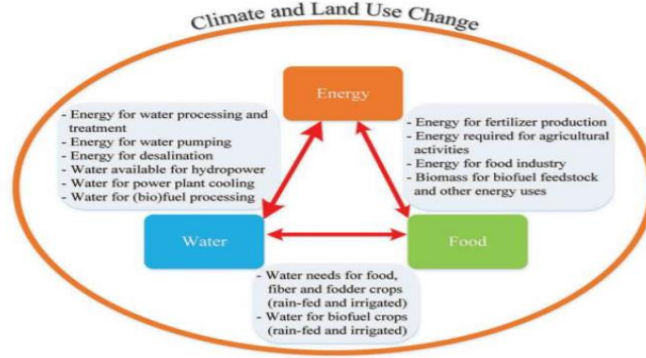 Climate and Land Use Change
Energy
- Energy for water processing and
treatment
- Energy for water pumping
- Energy for desalination
- Water available for hydropower
- Water for power plant cooling
- Water for (bio)fuel processing
- Energy for fertilizer production
- Energy required for agricultural
activities
- Energy for food industry
- Biomass for biofuel feedstock
and other energy uses
Water
Food
- Water needs for food,
fiber and fodder crops
(rain-fed and irrigated)
- Water for biofuel crops
(rain-fed and irrigated)